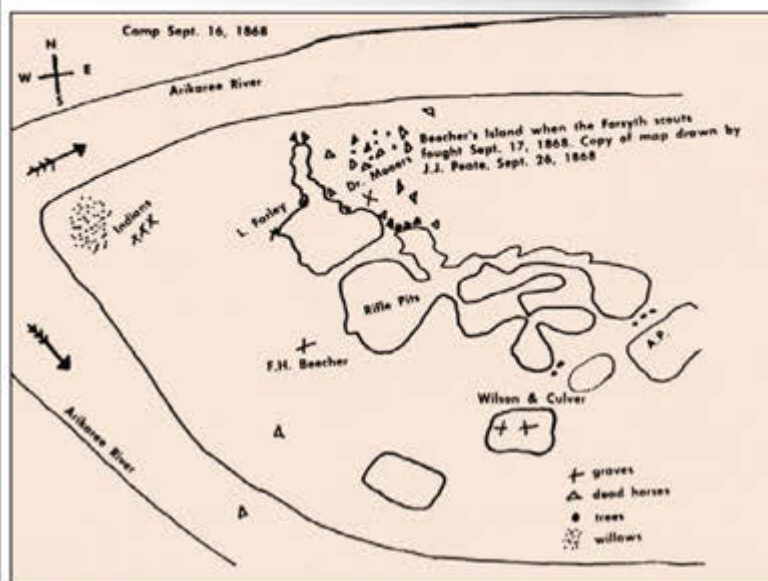 Camp Sept. 16, 1868
N
W E
S
Arikaree River
Beecher's Island when the Forsyth scouts
fought Sept. 17, 1868. Copy of map drawn by
J.J. Peate, Sept. 26, 1868
Dr. Mooers
L. Farley
Indians
XXX
Rifle Pits
A.P.
F.H. Beecher
Wilson & Culver
Arikaree River
graves
dead horses
trees
willows